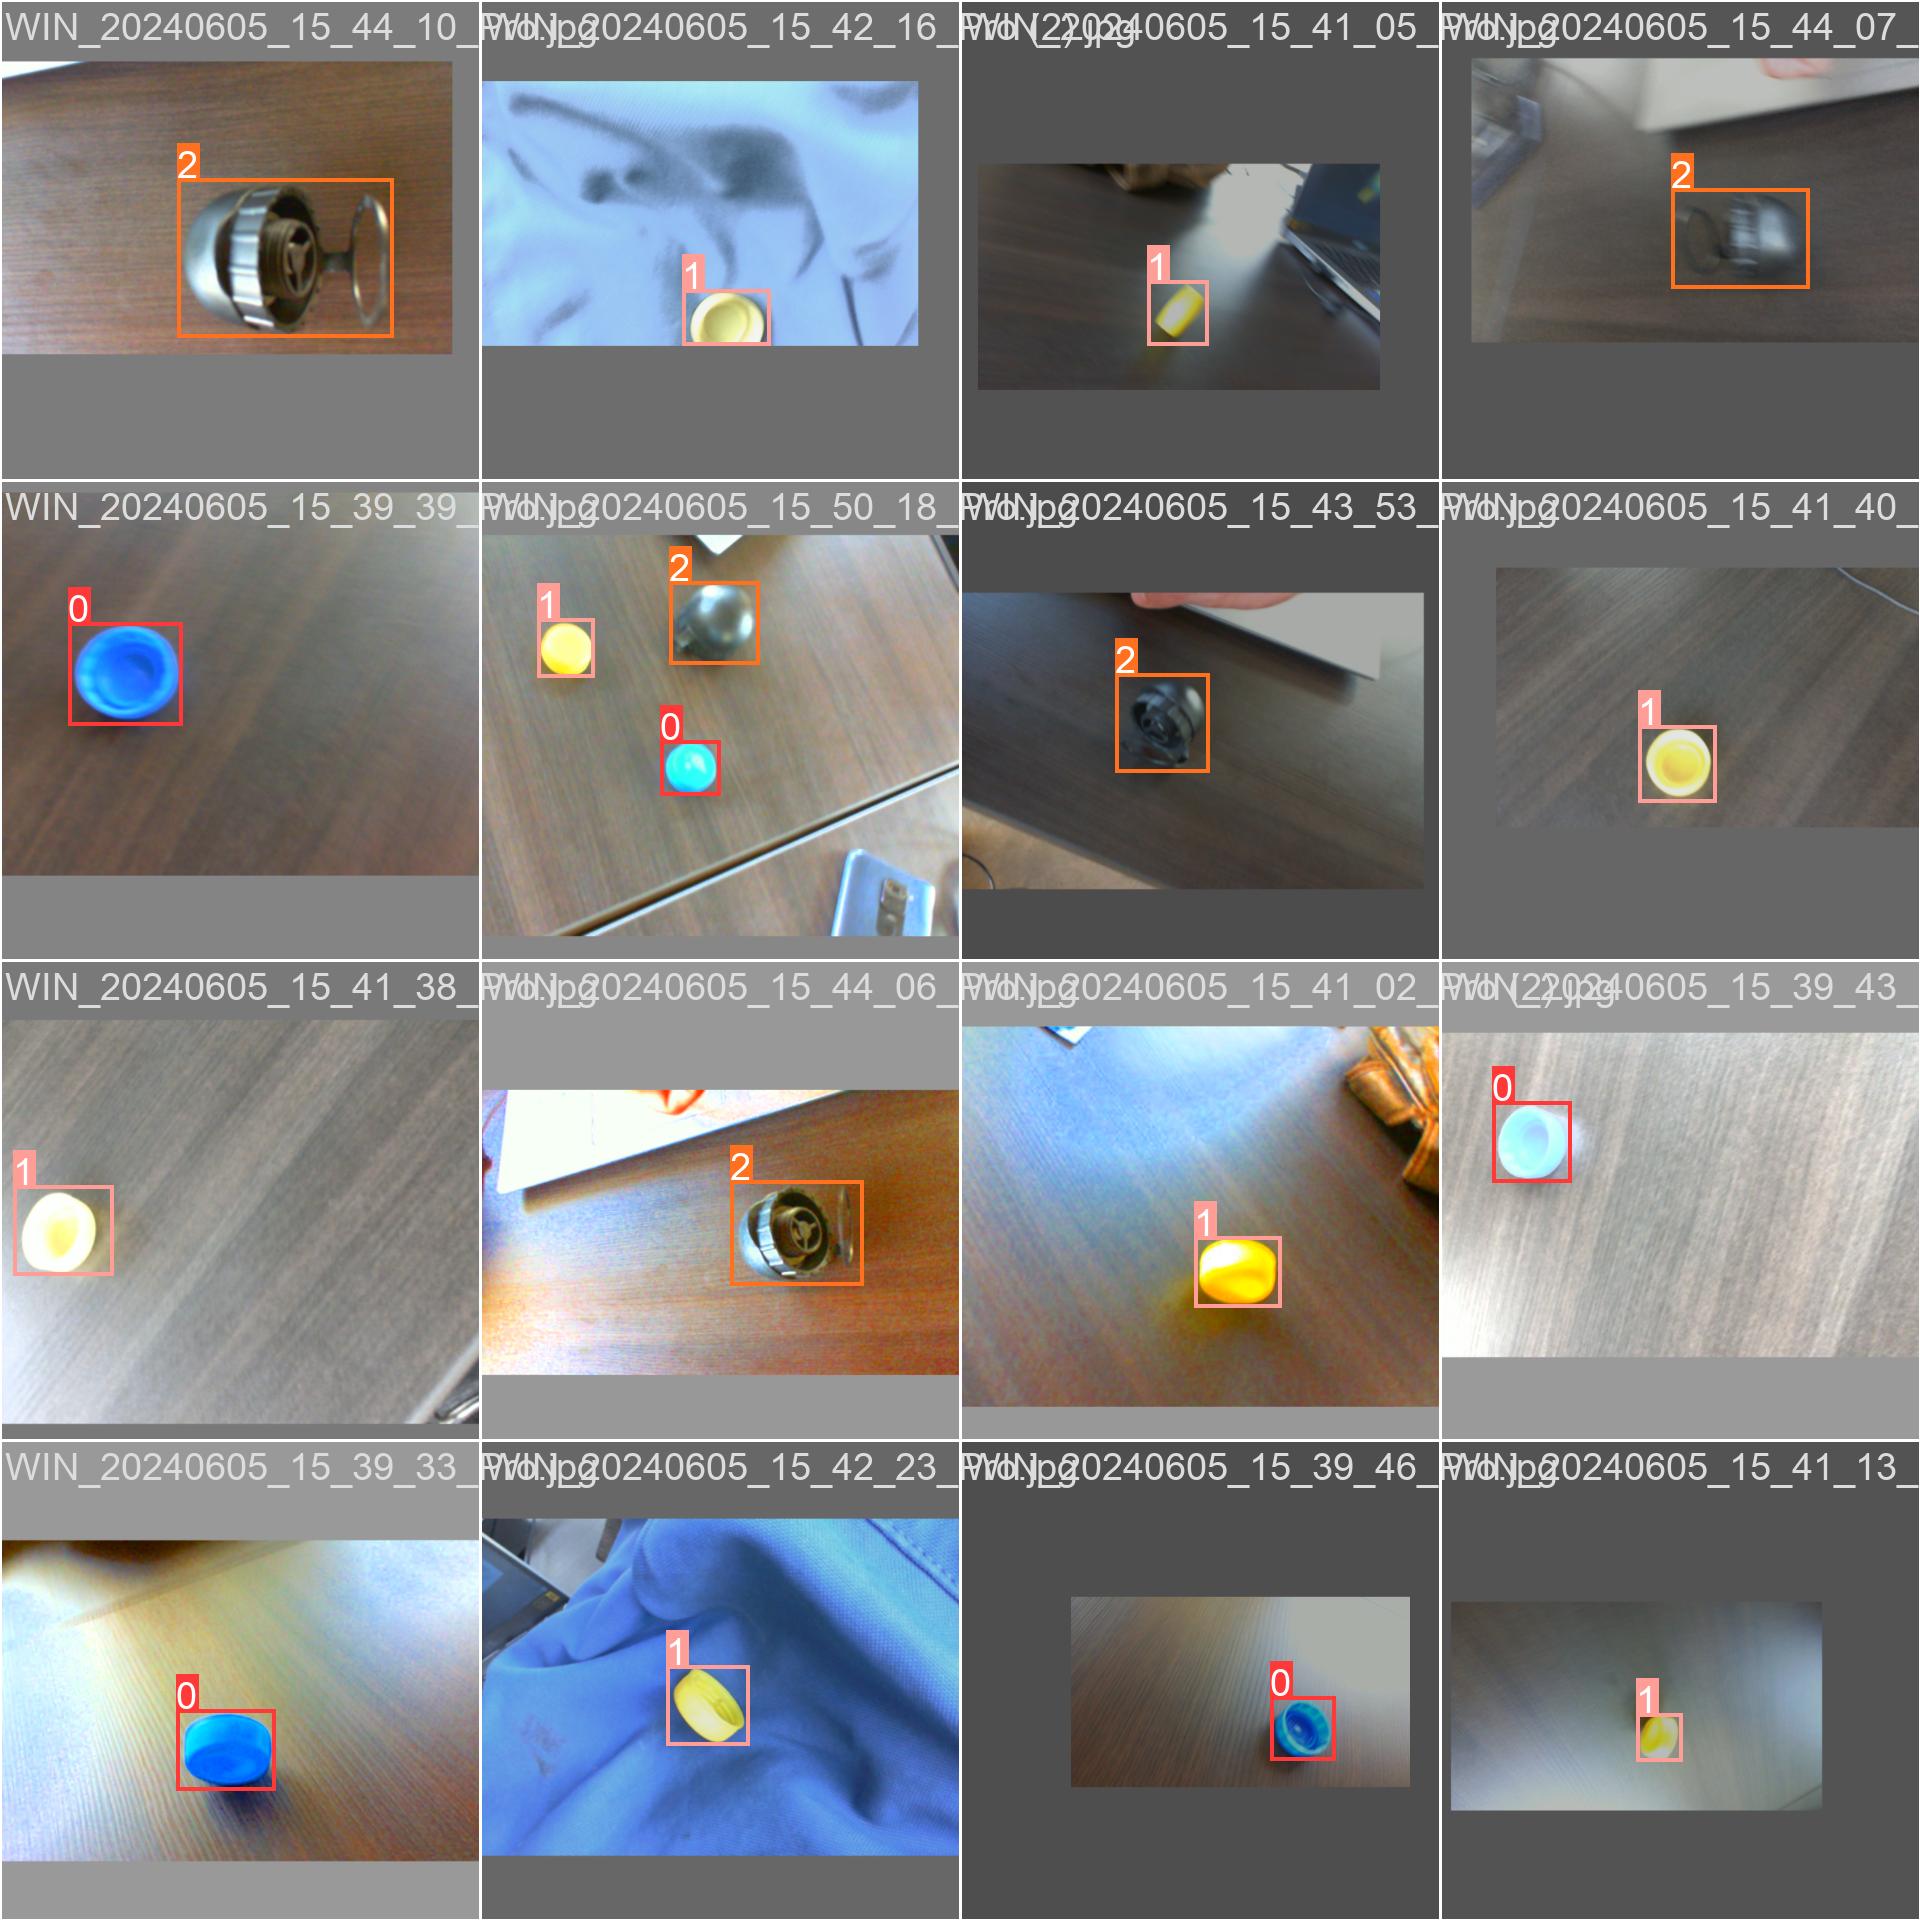 WIN_20240605_15_44_10_Pro.jpg
2
WIN_20240605_15_42_16_Pro (2).jpg
1
WIN_20240605_15_41_05_Pro.jpg
1
WIN_20240605_15_44_07_
2
WIN_20240605_15_39_39_Pro.jpg
0
WIN_20240605_15_50_18_Pro.jpg
2
1
0
WIN_20240605_15_43_53_Pro.jpg
2
WIN_20240605_15_41_40_
1
WIN_20240605_15_41_38_Pro.jpg
1
WIN_20240605_15_44_06_Pro.jpg
2
WIN_20240605_15_41_02_Pro (2).jpg
1
WIN_20240605_15_39_43_
0
WIN_20240605_15_39_33_Pro.jpg
0
WIN_20240605_15_42_23_Pro.jpg
1
WIN_20240605_15_39_46_Pro.jpg
0
WIN_20240605_15_41_13_
1